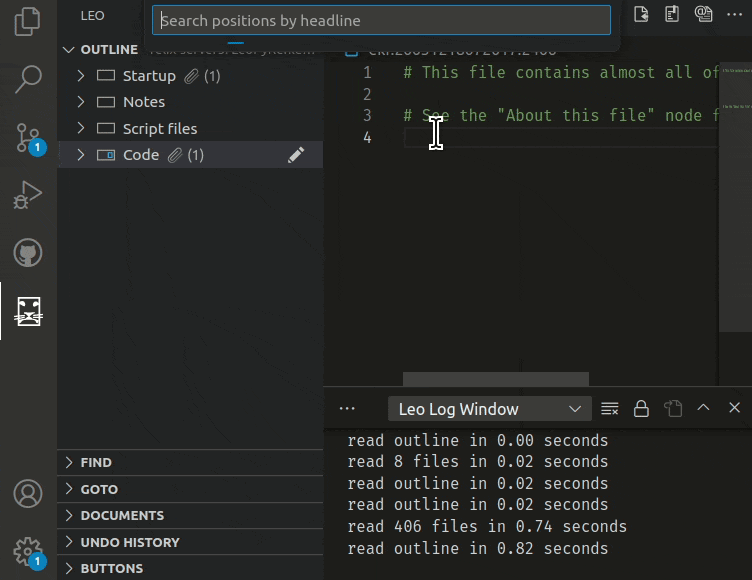 Search positions by headline
LEO
OUTLINE
Startup (1)
Notes
Script files
Code (1)
1 # This file contains almost all of
2
3 # See the "About this file" node f
4
1
Leo Log Window
read outline in 0.00 seconds
read 8 files in 0.02 seconds
read outline in 0.02 seconds
read outline in 0.02 seconds
read 406 files in 0.74 seconds
read outline in 0.82 seconds
FIND
GOTO
DOCUMENTS
UNDO HISTORY
BUTTONS
1